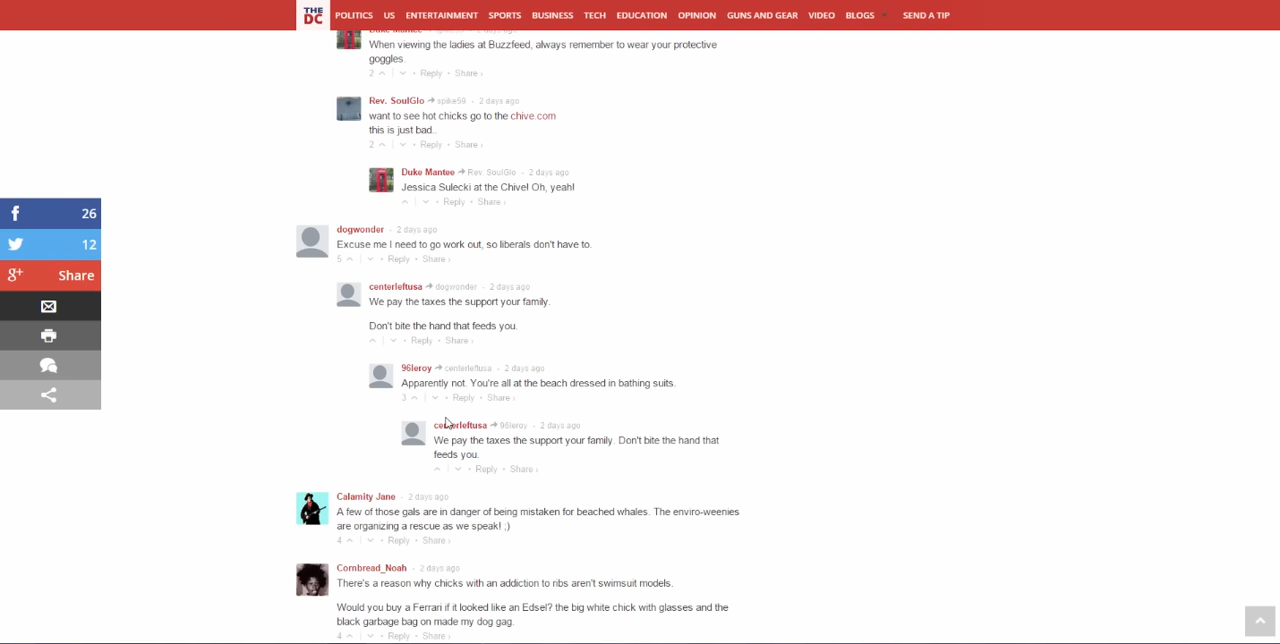 THE DC POLITICS US ENTERTAINMENT SPORTS BUSINESS TECH EDUCATION OPINION GUNS AND GEAR VIDEO BLOGS SEND A TIP
Duke Mantee spike59 · 2 days ago
When viewing the ladies at Buzzfeed, always remember to wear your protective
goggles.
2 | • Reply • Share ›
Rev. SoulGlo spike59 · 2 days ago
want to see hot chicks go to the chive.com
this is just bad..
2 | • Reply • Share ›
Duke Mantee Rev. SoulGlo · 2 days ago
Jessica Sulecki at the Chive! Oh, yeah!
| • Reply • Share ›
f 26
12
g+ Share
dogwonder · 2 days ago
Excuse me I need to go work out, so liberals don't have to.
5 | • Reply • Share ›
centerleftusa dogwonder · 2 days ago
We pay the taxes the support your family.
Don't bite the hand that feeds you.
| • Reply • Share ›
96leroy centerleftusa · 2 days ago
Apparently not. You're all at the beach dressed in bathing suits.
3 | • Reply • Share ›
centerleftusa 96leroy · 2 days ago
We pay the taxes the support your family. Don't bite the hand that
feeds you.
| • Reply • Share ›
Calamity Jane · 2 days ago
A few of those gals are in danger of being mistaken for beached whales. The enviro-weenies
are organizing a rescue as we speak! ;)
4 | • Reply • Share ›
Cornbread_Noah · 2 days ago
There's a reason why chicks with an addiction to ribs aren't swimsuit models.
Would you buy a Ferrari if it looked like an Edsel? the big white chick with glasses and the
black garbage bag on made my dog gag.
4 | • Reply • Share ›